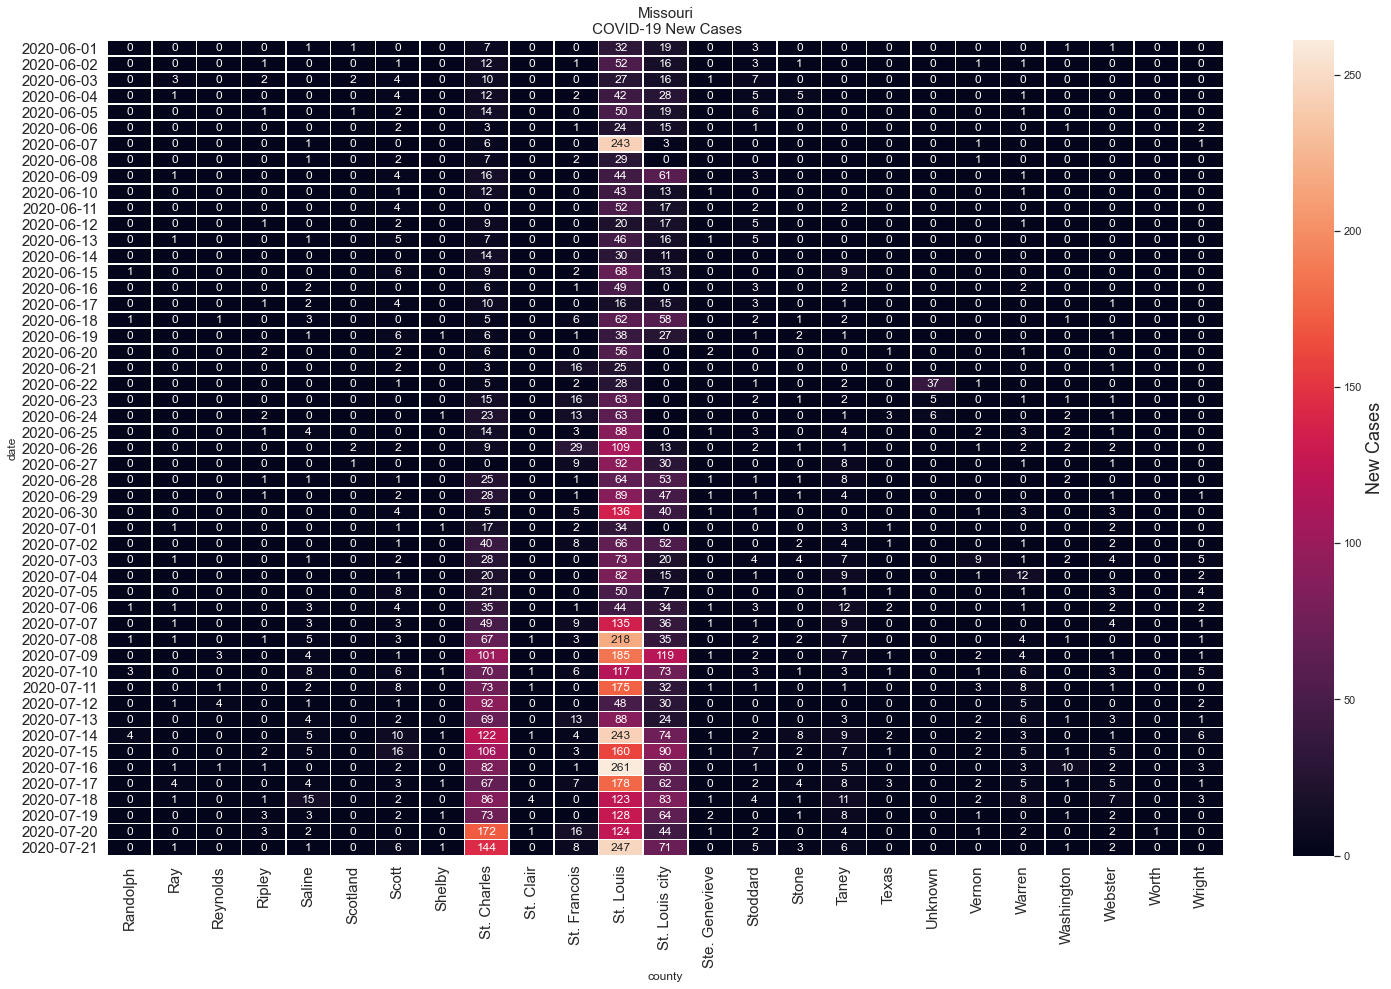 Missouri
COVID-19 New Cases
2020-06-01 0 0 0 0 1 1 0 0 7 0 0 32 19 0 3 0 0 0 0 0 0 1 1 0 0
2020-06-02 0 0 0 1 0 0 1 0 12 0 1 52 16 0 3 1 0 0 0 1 1 0 0 0 0
2020-06-03 0 3 0 2 0 2 4 0 10 0 0 27 16 1 7 0 0 0 0 0 0 0 0 0 0
2020-06-04 0 1 0 0 0 0 4 0 12 0 2 42 28 0 5 5 0 0 0 0 1 0 0 0 0
2020-06-05 0 0 0 1 0 1 2 0 14 0 0 50 19 0 6 0 0 0 0 0 1 0 0 0 0
2020-06-06 0 0 0 0 0 0 2 0 3 0 1 24 15 0 1 0 0 0 0 0 0 1 0 0 2
2020-06-07 0 0 0 0 1 0 0 0 6 0 0 243 3 0 0 0 0 0 0 1 0 0 0 0 1
2020-06-08 0 0 0 0 1 0 2 0 7 0 2 29 0 0 0 0 0 0 0 1 0 0 0 0 0
2020-06-09 0 1 0 0 0 0 4 0 16 0 0 44 61 0 3 0 0 0 0 0 1 0 0 0 0
2020-06-10 0 0 0 0 0 0 1 0 12 0 0 43 13 1 0 0 0 0 0 0 1 0 0 0 0
2020-06-11 0 0 0 0 0 0 4 0 0 0 0 52 17 0 2 0 2 0 0 0 0 0 0 0 0
2020-06-12 0 0 0 1 0 0 2 0 9 0 0 20 17 0 5 0 0 0 0 0 1 0 0 0 0
2020-06-13 0 1 0 0 1 0 5 0 7 0 0 46 16 1 5 0 0 0 0 0 0 0 0 0 0
2020-06-14 0 0 0 0 0 0 0 0 14 0 0 30 11 0 0 0 0 0 0 0 0 0 0 0 0
2020-06-15 1 0 0 0 0 0 6 0 9 0 2 68 13 0 0 0 9 0 0 0 0 0 0 0 0
2020-06-16 0 0 0 0 2 0 0 0 6 0 1 49 0 0 3 0 2 0 0 0 2 0 0 0 0
2020-06-17 0 0 0 1 2 0 4 0 10 0 0 16 15 0 3 0 1 0 0 0 0 0 1 0 0
2020-06-18 1 0 1 0 3 0 0 0 5 0 6 62 58 0 2 1 2 0 0 0 0 1 0 0 0
2020-06-19 0 0 0 0 1 0 6 1 6 0 1 38 27 0 1 2 1 0 0 0 0 0 0 0 0
2020-06-20 0 0 0 2 0 0 2 0 6 0 0 56 0 2 0 0 0 1 0 0 1 0 0 0 0
2020-06-21 0 0 0 0 0 0 2 0 3 0 16 25 0 0 0 0 0 0 0 0 0 0 1 0 0
2020-06-22 0 0 0 0 0 0 1 0 5 0 2 28 0 0 1 0 2 0 37 1 0 0 0 0 0
2020-06-23 0 0 0 0 0 0 0 0 15 0 16 63 0 0 2 1 2 0 5 0 1 1 1 0 0
2020-06-24 0 0 0 2 0 0 0 1 23 0 13 63 0 0 0 0 1 3 6 0 0 2 1 0 0
2020-06-25 0 0 0 1 4 0 0 0 14 0 3 88 0 1 3 0 4 0 0 2 3 2 1 0 0
2020-06-26 0 0 0 0 0 2 2 0 9 0 29 109 13 0 2 1 1 0 0 1 2 2 2 0 0
2020-06-27 0 0 0 0 0 1 0 0 0 0 9 92 30 0 0 0 8 0 0 0 1 0 1 0 0
2020-06-28 0 0 0 1 1 0 1 0 25 0 1 64 53 1 1 1 8 0 0 0 0 2 0 0 0
2020-06-29 0 0 0 1 0 0 2 0 28 0 1 89 47 1 1 1 4 0 0 0 1 0 1 0 1
2020-06-30 0 0 0 0 0 0 4 0 5 0 5 136 40 1 1 0 0 0 0 1 3 0 3 0 0
2020-07-01 0 1 0 0 0 0 1 1 17 0 2 34 0 0 0 0 3 1 0 0 0 0 2 0 0
2020-07-02 0 0 0 0 0 0 1 0 40 0 8 66 52 0 0 2 4 1 0 0 1 0 2 0 0
2020-07-03 0 1 0 0 1 0 2 0 28 0 0 73 20 0 4 4 7 0 0 9 1 2 4 0 5
2020-07-04 0 0 0 0 0 0 1 0 20 0 0 82 15 0 1 0 9 0 0 1 12 0 0 0 2
2020-07-05 0 0 0 0 0 0 8 0 21 0 0 50 7 0 0 0 1 1 0 0 1 0 3 0 4
2020-07-06 1 1 0 0 3 0 4 0 35 0 1 44 34 1 3 0 12 2 0 0 1 0 2 0 2
2020-07-07 0 1 0 0 3 0 3 0 49 0 9 135 36 1 1 0 9 0 0 0 0 0 4 0 1
2020-07-08 1 1 0 1 5 0 3 0 67 1 3 218 35 0 2 2 7 0 0 0 4 1 0 0 1
2020-07-09 0 0 3 0 4 0 1 0 101 0 0 185 119 1 2 0 7 1 0 2 4 0 1 0 1
2020-07-10 3 0 0 0 8 0 6 1 70 1 6 117 73 0 3 1 3 1 0 1 6 0 3 0 5
2020-07-11 0 0 1 0 2 0 8 0 73 1 0 175 32 1 1 0 1 0 0 3 8 0 1 0 0
2020-07-12 0 1 4 0 1 0 1 0 92 0 0 48 30 0 0 0 0 0 0 0 5 0 0 0 2
2020-07-13 0 0 0 0 4 0 2 0 69 0 13 88 24 0 0 0 3 0 0 2 6 1 3 0 1
2020-07-14 4 0 0 0 5 0 10 1 122 1 4 243 74 1 2 8 9 2 0 2 3 0 1 0 6
2020-07-15 0 0 0 2 5 0 16 0 106 0 3 160 90 1 7 2 7 1 0 2 5 1 5 0 0
2020-07-16 0 1 1 1 0 0 2 0 82 0 1 261 60 0 1 0 5 0 0 0 3 10 2 0 3
2020-07-17 0 4 0 0 4 0 3 1 67 0 7 178 62 0 2 4 8 3 0 2 5 1 5 0 1
2020-07-18 0 1 0 1 15 0 2 0 86 4 0 123 83 1 4 1 11 0 0 2 8 0 7 0 3
2020-07-19 0 0 0 3 3 0 2 1 73 0 0 128 64 2 0 1 8 0 0 1 0 1 2 0 0
2020-07-20 0 0 0 3 2 0 0 0 172 1 16 124 44 1 2 0 4 0 0 1 2 0 2 1 0
2020-07-21 0 1 0 0 1 0 6 1 144 0 8 247 71 0 5 3 6 0 0 0 0 1 2 0 0
date
Randolph Ray Reynolds Ripley Saline Scotland Scott Shelby St. Charles St. Clair St. Francois St. Louis St. Louis city Ste. Genevieve Stoddard Stone Taney Texas Unknown Vernon Warren Washington Webster Worth Wright
county
250
200
150
100
50
0
New Cases